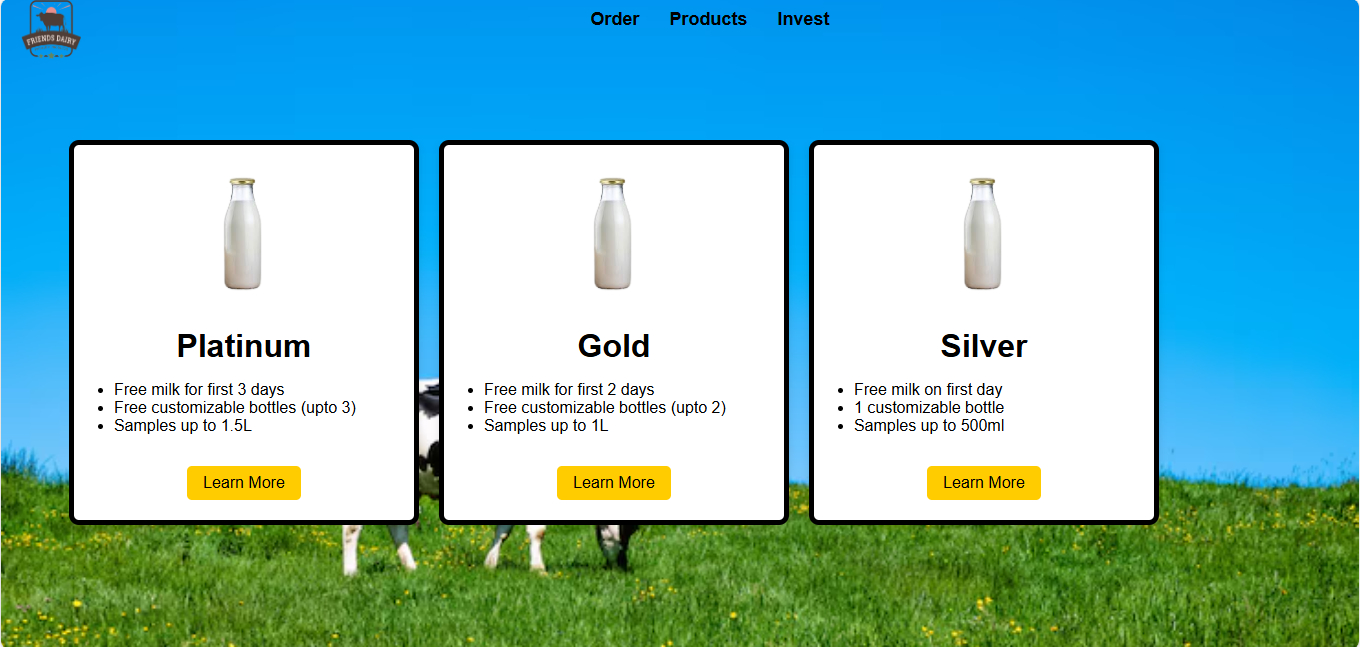 FRIENDS DAIRY
Order Products Invest
Platinum
Free milk for first 3 days
Free customizable bottles (upto 3)
Samples up to 1.5L
Learn More
Gold
Free milk for first 2 days
Free customizable bottles (upto 2)
Samples up to 1L
Learn More
Silver
Free milk on first day
1 customizable bottle
Samples up to 500ml
Learn More